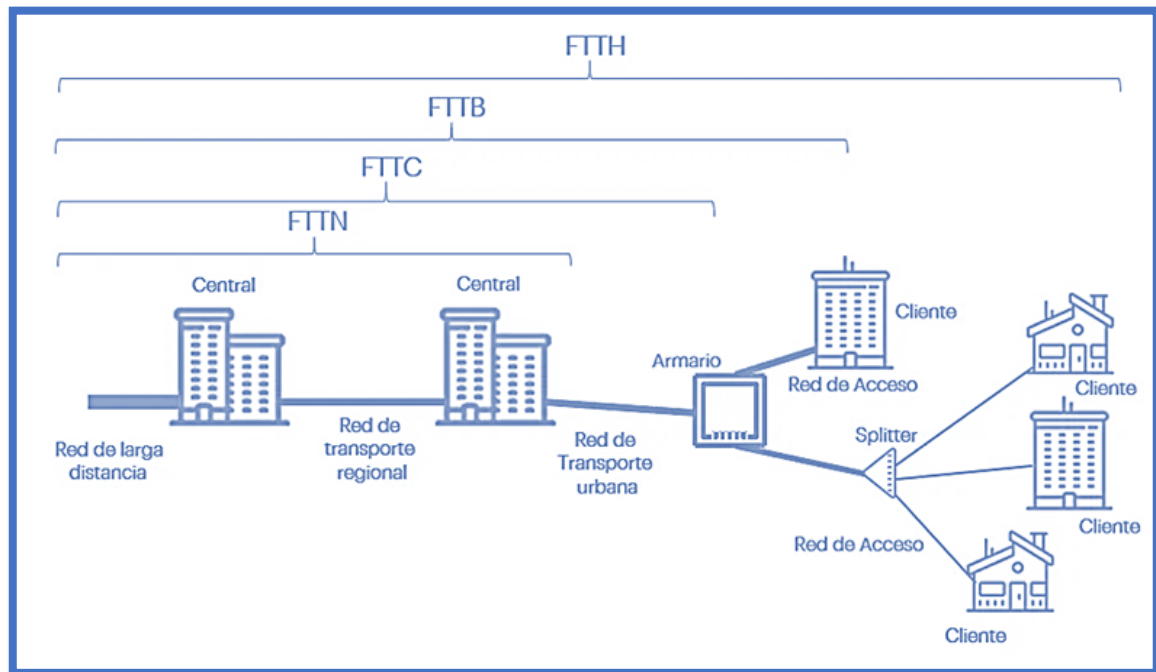 FTTH
FTTB
FTTC
FTTN
Central
Central
Cliente
Armario
Red de Acceso
Cliente
Red de larga
distancia
Red de
transporte
regional
Red de
Transporte
urbana
Splitter
Cliente
Red de Acceso
Cliente